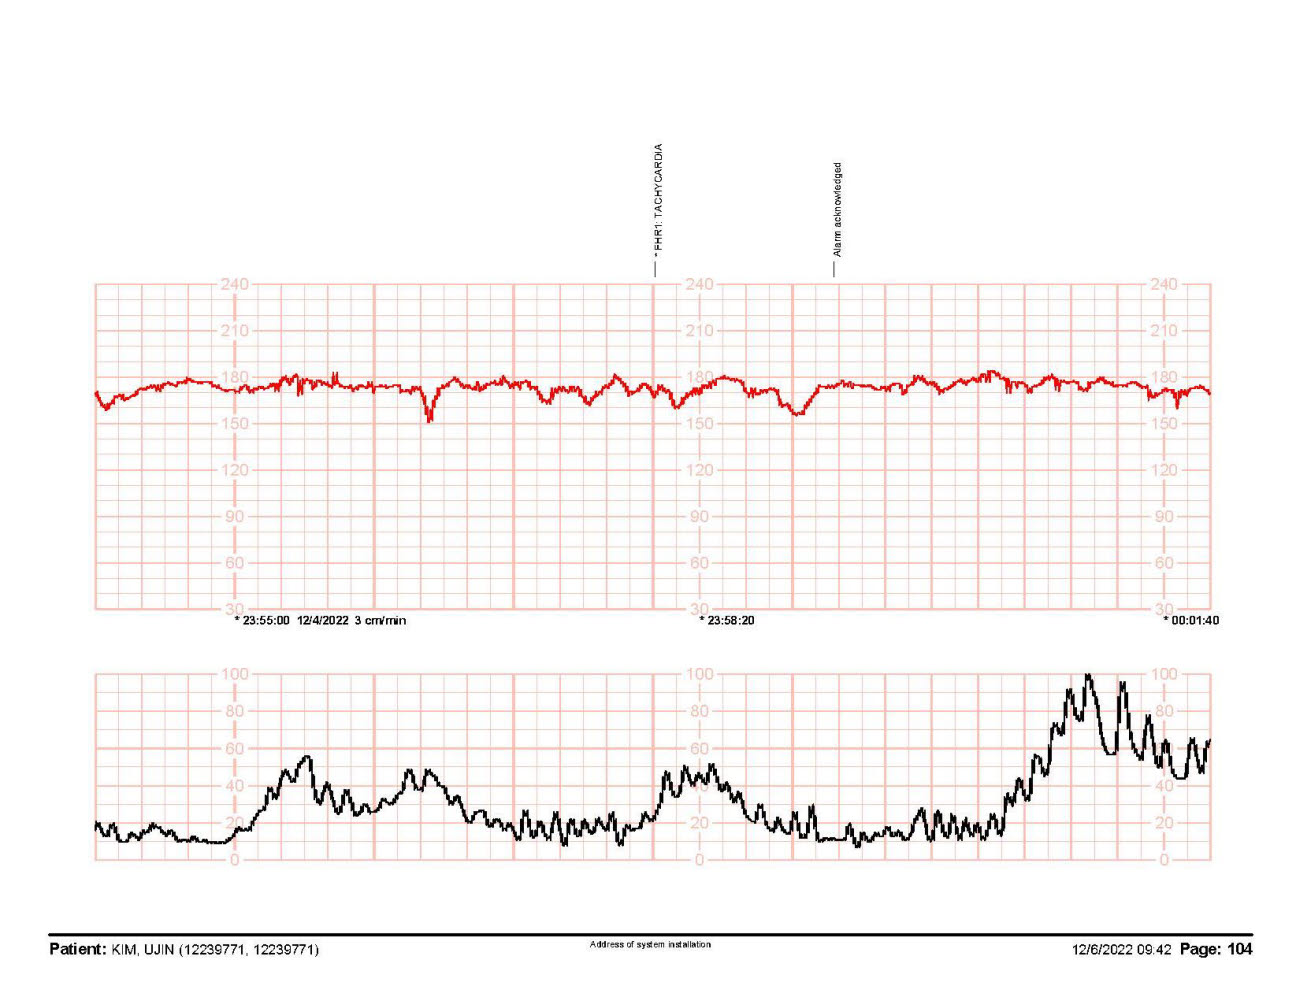 * FHR1: TACHYCARDIA
Alarm acknowledged
240 240 240
210 210 210
180 180 180
150 150 150
120 120 120
90 90 90
60 60 60
30 30 30
* 23:55:00 12/4/2022 3 cm/min * 23:58:20 * 00:01:40
100 100 100
80 80 80
60 60 60
40 40 40
20 20 20
0 0 0
Patient: KIM, UJIN (12239771, 12239771) Address of system installation 12/6/2022 09:42 Page: 104